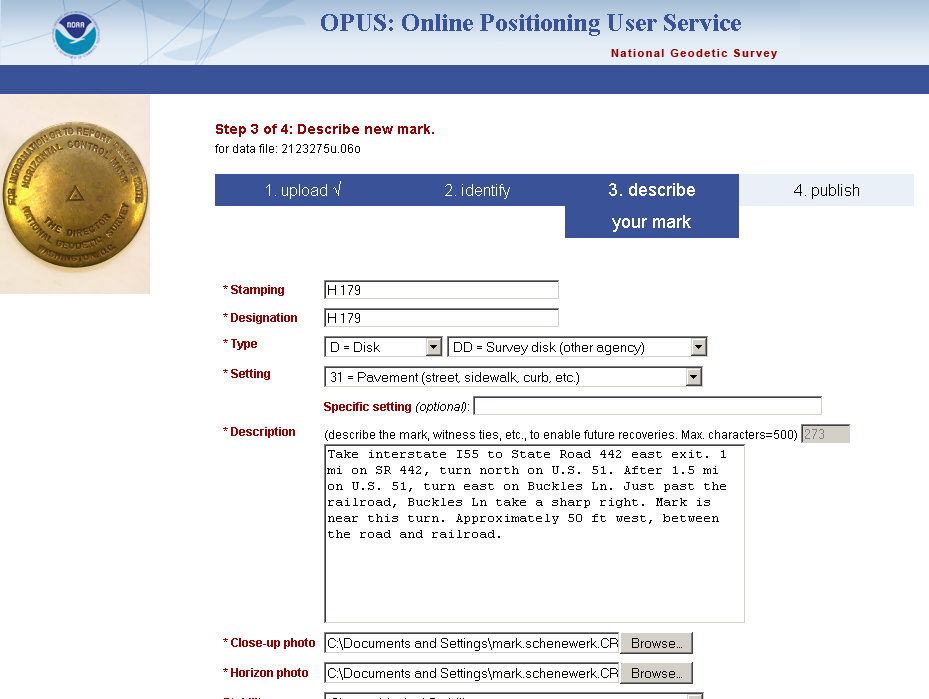 NOAA
OPUS: Online Positioning User Service
National Geodetic Survey
FOR INFORMATION OR TO REPORT DAMAGE WRITE
HORIZONTAL CONTROL MARK
THE DIRECTOR
NATIONAL GEODETIC SURVEY
WASHINGTON, D.C.
Step 3 of 4: Describe new mark.
for data file: 2123275u.06o
1. upload √ 2. identify 3. describe your mark 4. publish
* Stamping H 179
* Designation H 179
* Type D = Disk DD = Survey disk (other agency)
* Setting 31 = Pavement (street, sidewalk, curb, etc.)
Specific setting (optional):
* Description (describe the mark, witness ties, etc., to enable future recoveries. Max. characters=500) 273
Take interstate I55 to State Road 442 east exit. 1
mi on SR 442, turn north on U.S. 51. After 1.5 mi
on U.S. 51, turn east on Buckles Ln. Just past the
railroad, Buckles Ln take a sharp right. Mark is
near this turn. Approximately 50 ft west, between
the road and railroad.
* Close-up photo C:\Documents and Settings\mark.schenewerk.CR Browse...
* Horizon photo C:\Documents and Settings\mark.schenewerk.CR Browse...